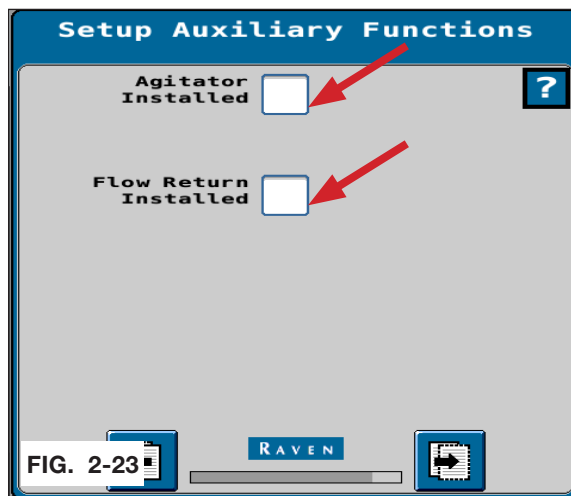 Setup Auxiliary Functions
Agitator
Installed
?
Flow Return
Installed
RAVEN
FIG. 2-23